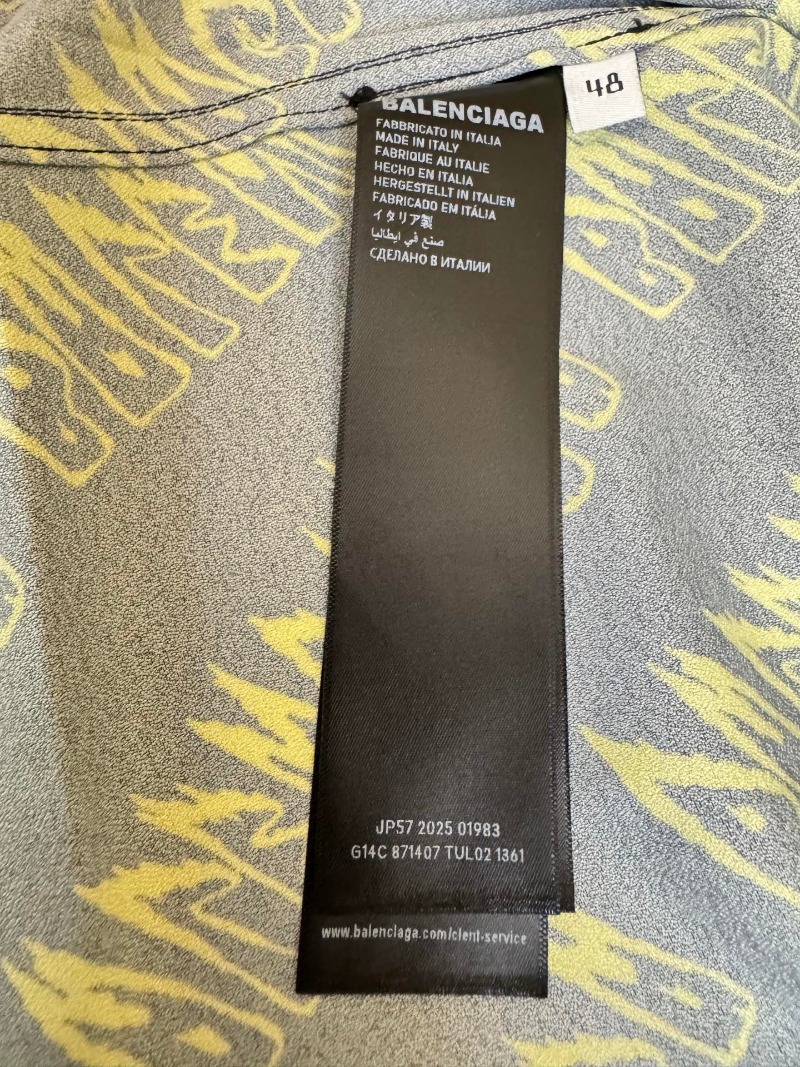 BALENCIAGA
48
FABBRICATO IN ITALIA
MADE IN ITALY
FABRIQUE AU ITALIE
HECHO EN ITALIA
HERGESTELLT IN ITALIEN
FABRICADO EM ITÁLIA
イタリア製
صنع في ايطاليا
СДЕЛАНО В ИТАЛИИ
JP57 2025 01983
G14C 871407 TUL02 1361
www.balenciaga.com/clent-service